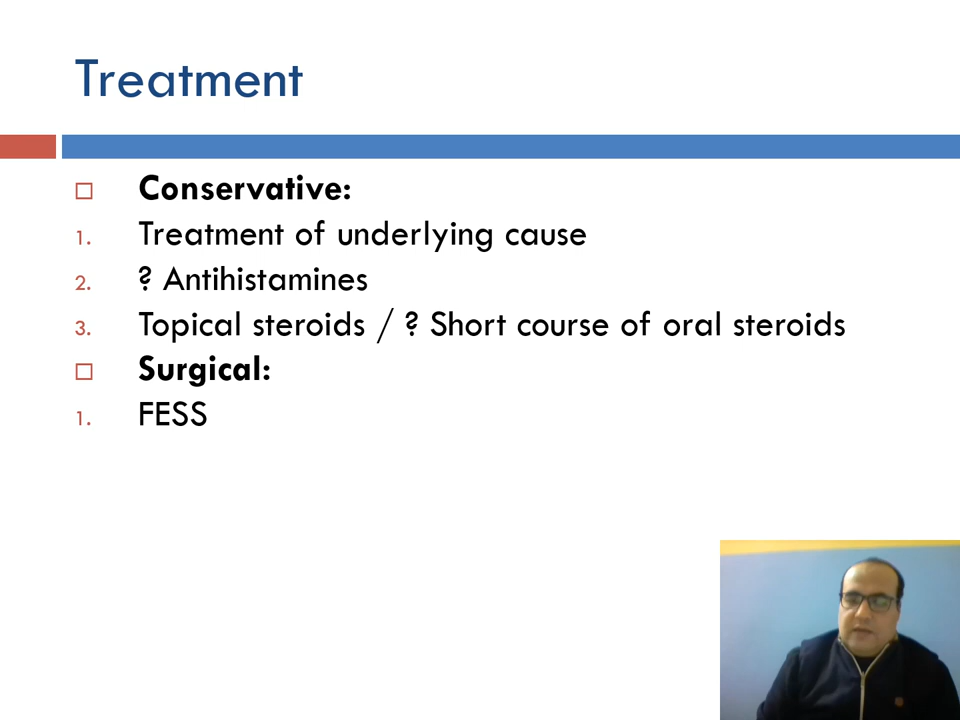 Treatment
Conservative:
1. Treatment of underlying cause
2. ? Antihistamines
3. Topical steroids / ? Short course of oral steroids
Surgical:
1. FESS